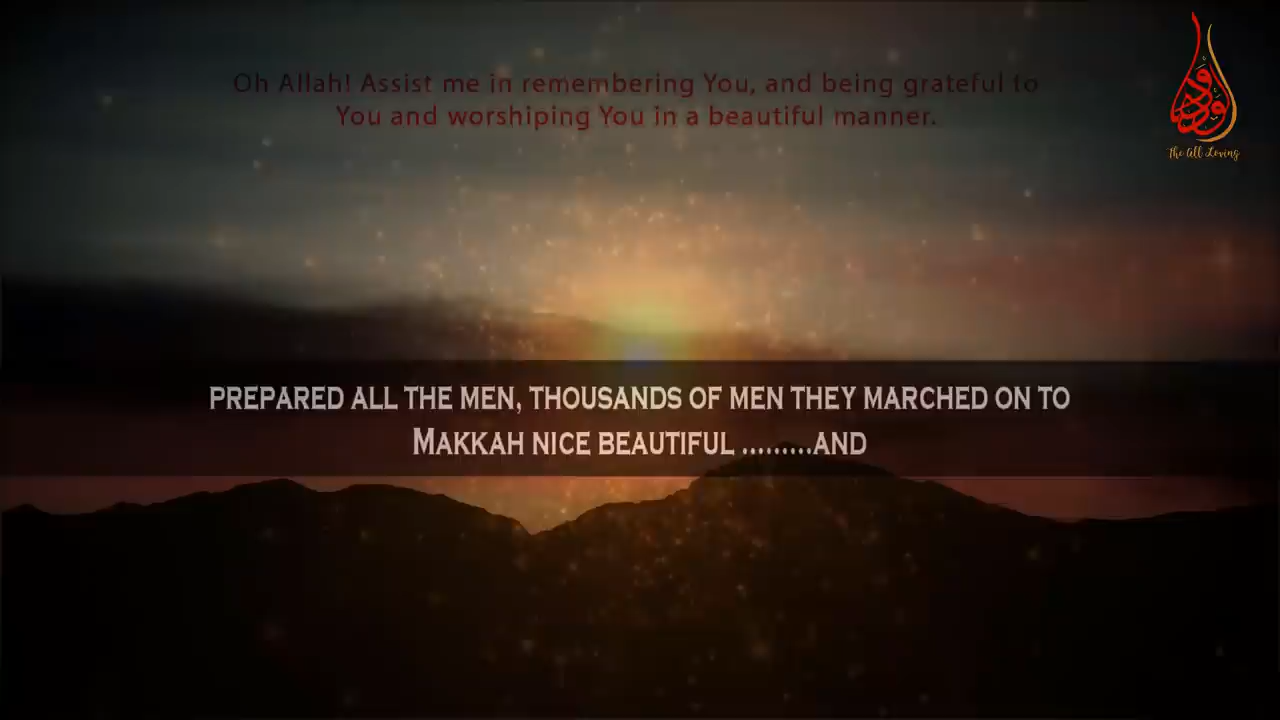 Oh Allah! Assist me in remembering You, and being grateful to
You and worshiping You in a beautiful manner.
ودود
The All Loving
PREPARED ALL THE MEN, THOUSANDS OF MEN THEY MARCHED ON TO
MAKKAH NICE BEAUTIFUL .........AND